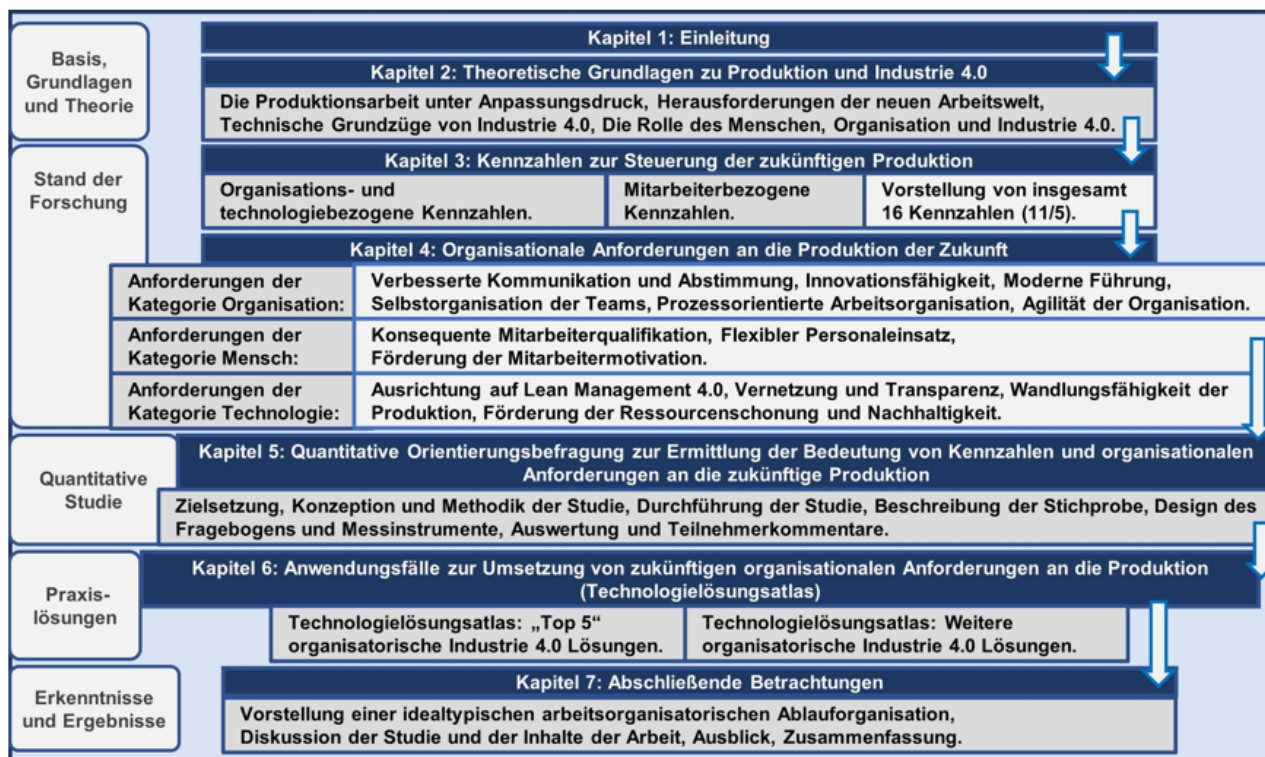 Basis,
Grundlagen
und Theorie
Kapitel 1: Einleitung
Kapitel 2: Theoretische Grundlagen zu Produktion und Industrie 4.0
Die Produktionsarbeit unter Anpassungsdruck, Herausforderungen der neuen Arbeitswelt,
Technische Grundzüge von Industrie 4.0, Die Rolle des Menschen, Organisation und Industrie 4.0.
Stand der
Forschung
Kapitel 3: Kennzahlen zur Steuerung der zukünftigen Produktion
Organisations- und
technologiebezogene Kennzahlen.
Mitarbeiterbezogene
Kennzahlen.
Vorstellung von insgesamt
16 Kennzahlen (11/5).
Kapitel 4: Organisationale Anforderungen an die Produktion der Zukunft
Anforderungen der
Kategorie Organisation:
Verbesserte Kommunikation und Abstimmung, Innovationsfähigkeit, Moderne Führung,
Selbstorganisation der Teams, Prozessorientierte Arbeitsorganisation, Agilität der Organisation.
Anforderungen der
Kategorie Mensch:
Konsequente Mitarbeiterqualifikation, Flexibler Personaleinsatz,
Förderung der Mitarbeitermotivation.
Anforderungen der
Kategorie Technologie:
Ausrichtung auf Lean Management 4.0, Vernetzung und Transparenz, Wandlungsfähigkeit der
Produktion, Förderung der Ressourcenschonung und Nachhaltigkeit.
Quantitative
Studie
Kapitel 5: Quantitative Orientierungsbefragung zur Ermittlung der Bedeutung von Kennzahlen und organisationalen
Anforderungen an die zukünftige Produktion
Zielsetzung, Konzeption und Methodik der Studie, Durchführung der Studie, Beschreibung der Stichprobe, Design des
Fragebogens und Messinstrumente, Auswertung und Teilnehmerkommentare.
Praxis-
lösungen
Kapitel 6: Anwendungsfälle zur Umsetzung von zukünftigen organisationalen Anforderungen an die Produktion
(Technologielösungsatlas)
Technologielösungsatlas: „Top 5“
organisatorische Industrie 4.0 Lösungen.
Technologielösungsatlas: Weitere
organisatorische Industrie 4.0 Lösungen.
Erkenntnisse
und Ergebnisse
Kapitel 7: Abschließende Betrachtungen
Vorstellung einer idealtypischen arbeitsorganisatorischen Ablauforganisation,
Diskussion der Studie und der Inhalte der Arbeit, Ausblick, Zusammenfassung.